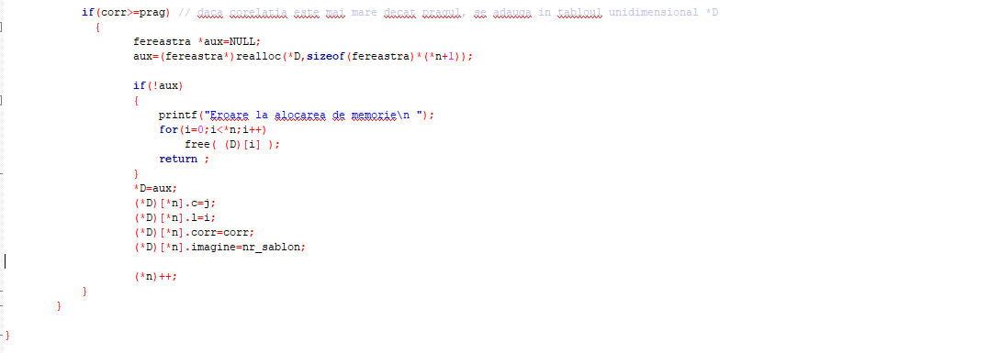 if(corr>=prag) // daca corelatia este mai mare decat pragul, se adauga in tabloul unidimensional *D
{
fereastra *aux=NULL;
aux=(fereastra*)realloc(*D,sizeof(fereastra)*(*n+1));
if(!aux)
{
printf("Eroare la alocarea de memorie\n ");
for(i=0;i<*n;i++)
free( (D)[i] );
return ;
}
*D=aux;
(*D)[*n].c=j;
(*D)[*n].l=i;
(*D)[*n].corr=corr;
(*D)[*n].imagine=nr_sablon;
(*n)++;
}
}
}